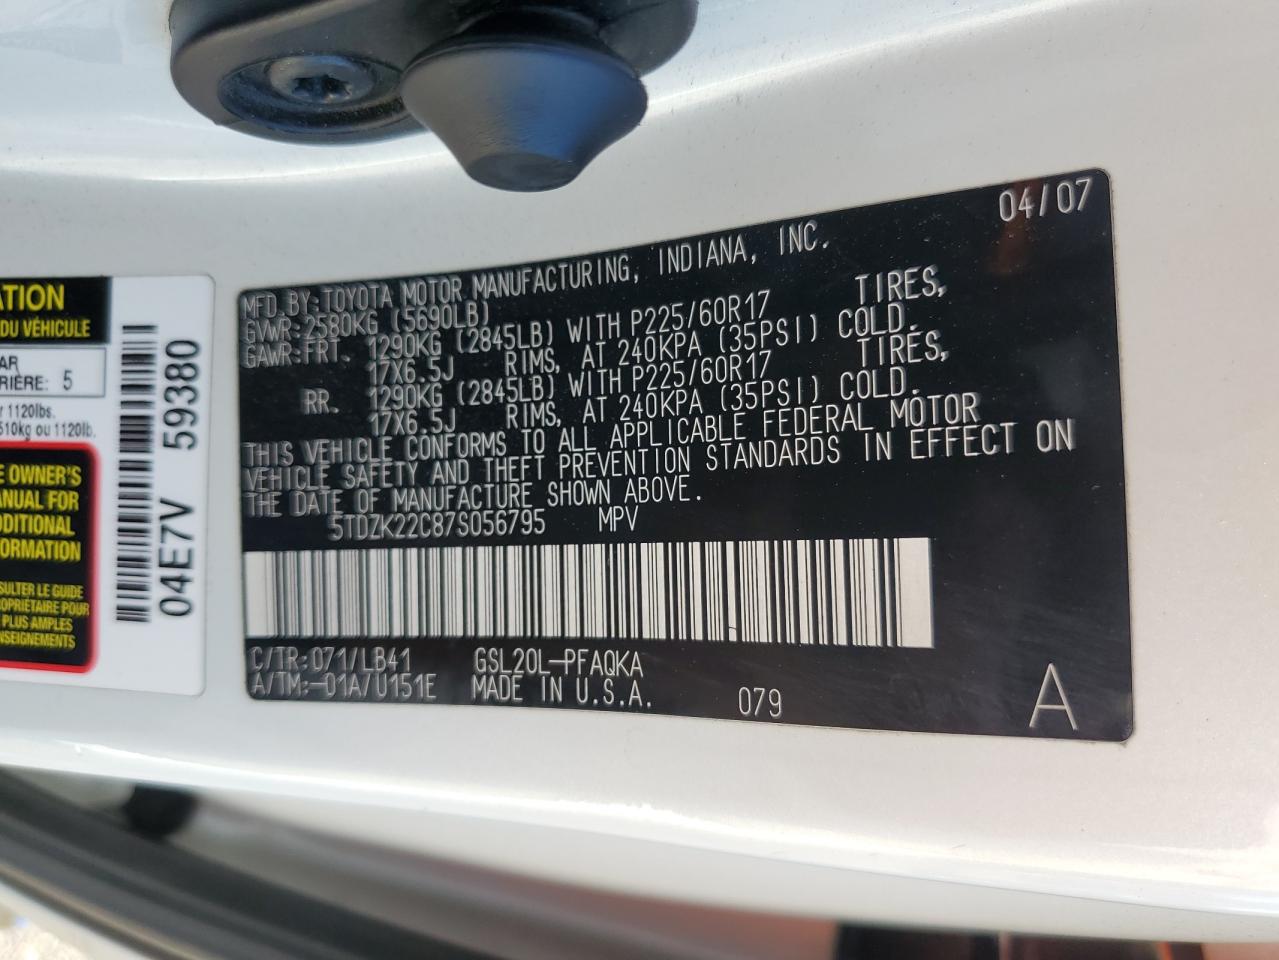 04/07
MFD.BY:TOYOTA MOTOR MANUFACTURING, INDIANA, INC.
GVWR:2580KG (5690LB)
GAWR:FRT. 1290KG (2845LB) WITH P225/60R17 TIRES,
17X6.5J RIMS, AT 240KPA (35PSI) COLD.
RR. 1290KG (2845LB) WITH P225/60R17 TIRES,
17X6.5J RIMS, AT 240KPA (35PSI) COLD.
THIS VEHICLE CONFORMS TO ALL APPLICABLE FEDERAL MOTOR
VEHICLE SAFETY AND THEFT PREVENTION STANDARDS IN EFFECT ON
THE DATE OF MANUFACTURE SHOWN ABOVE.
5TDZK22C87S056795 MPV
C/TR:071/LB41 GSL20L-PFAQKA
A/TM:-01A/U151E MADE IN U.S.A. 079
A
ATION
DU VÉHICULE
AR
RIÈRE: 5
r 1120lbs.
510kg ou 1120lb.
E OWNER'S
ANUAL FOR
DDITIONAL
FORMATION
SULTER LE GUIDE
OPRIÉTAIRE POUR
PLUS AMPLES
NSEIGNEMENTS
04E7V 59380